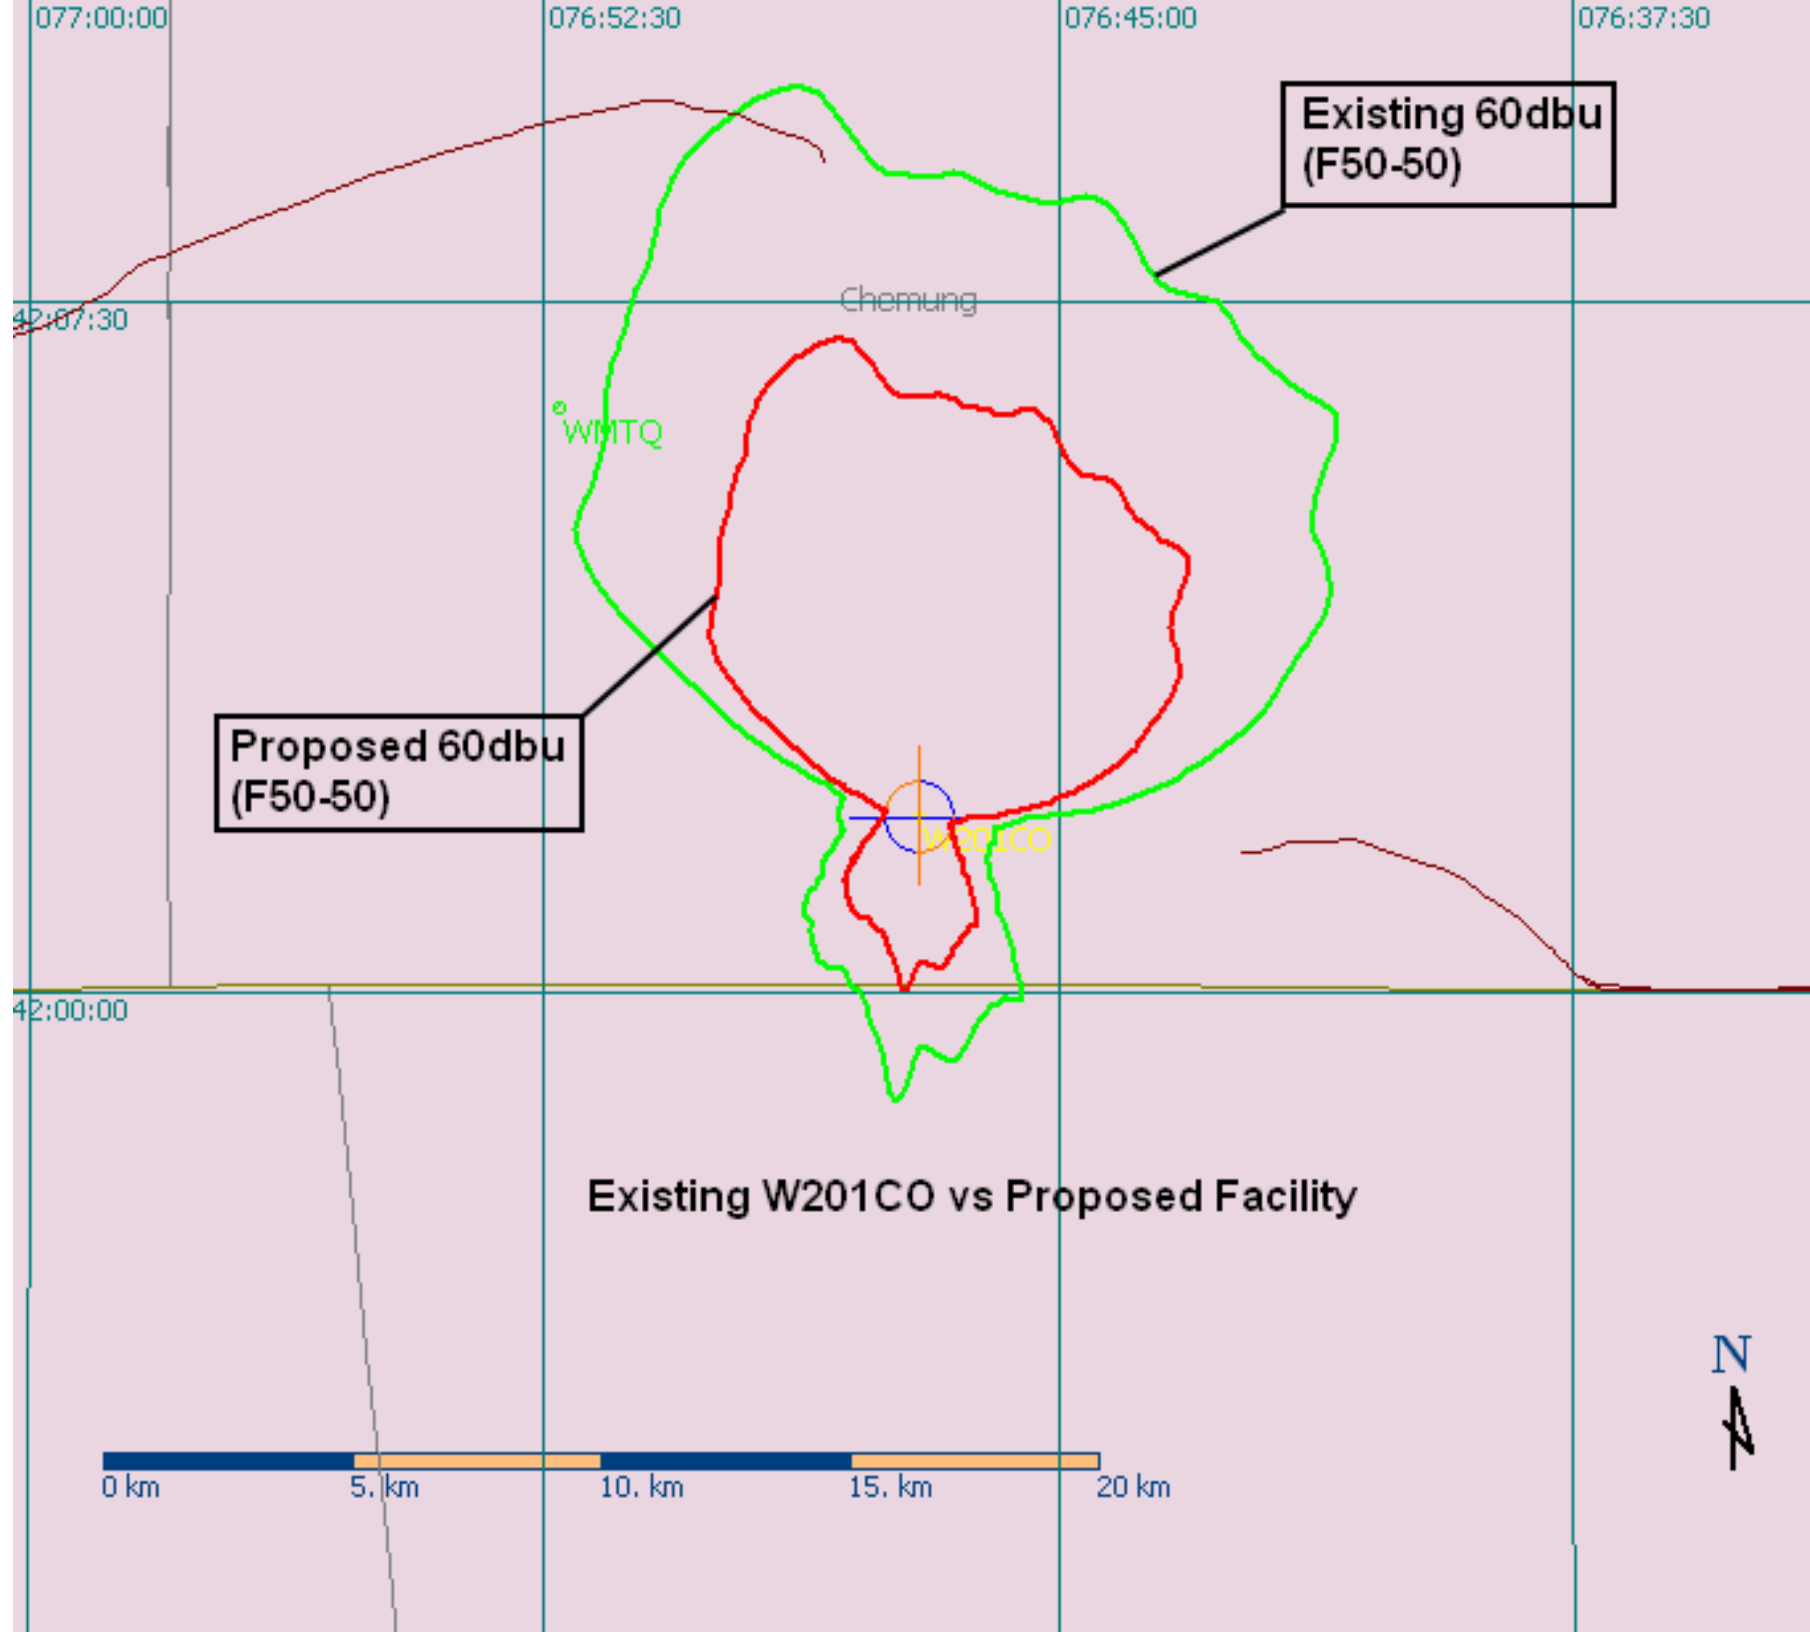 077:00:00
076:52:30
076:45:00
076:37:30
Existing 60dbu
(F50-50)
Chemung
42:07:30
WMTQ
Proposed 60dbu
(F50-50)
W201CO
42:00:00
Existing W201CO vs Proposed Facility
N
0 km
5. km
10. km
15. km
20 km